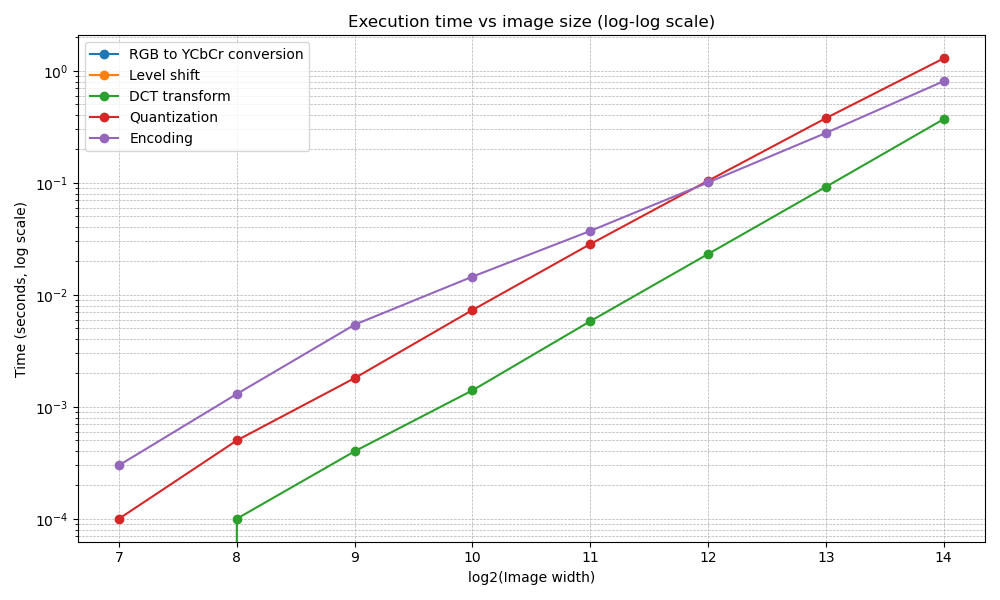 Execution time vs image size (log-log scale)
RGB to YCbCr conversion
Level shift
DCT transform
Quantization
Encoding
Time (seconds, log scale)
10⁰
10⁻¹
10⁻²
10⁻³
10⁻⁴
7 8 9 10 11 12 13 14
log2(Image width)